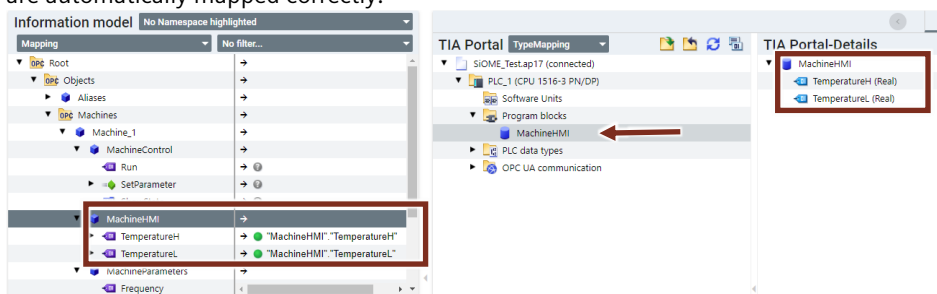 are automatically mapped correctly.
Information model No Namespace highlighted
Mapping No filter...
Root
Objects
Aliases
Machines
Machine_1
MachineControl
Run
SetParameter
MachineHMI
TemperatureH "MachineHMI"."TemperatureH"
TemperatureL "MachineHMI"."TemperatureL"
MachineParameters
Frequency
TIA Portal TypeMapping
SiOME_Test.ap17 (connected)
PLC_1 (CPU 1516-3 PN/DP)
Software Units
Program blocks
MachineHMI
PLC data types
OPC UA communication
TIA Portal-Details
MachineHMI
TemperatureH (Real)
TemperatureL (Real)